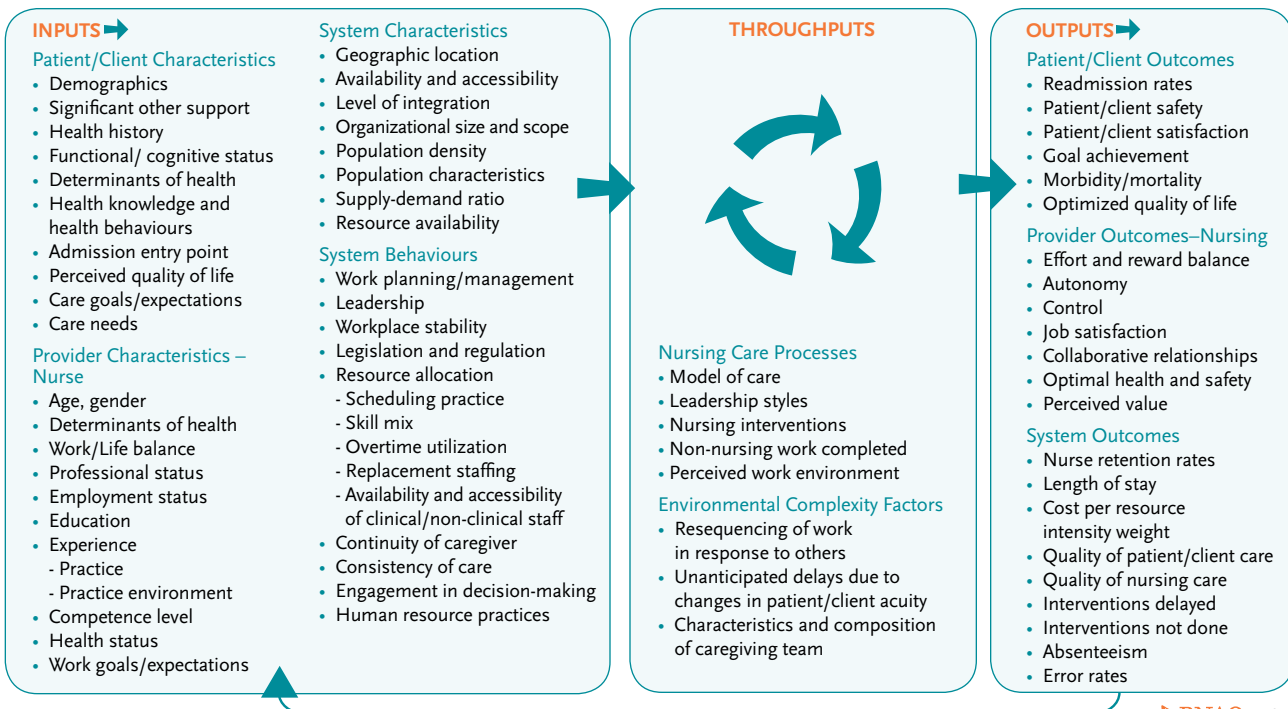 INPUTS
Patient/Client Characteristics
• Demographics
• Significant other support
• Health history
• Functional/ cognitive status
• Determinants of health
• Health knowledge and
health behaviours
• Admission entry point
• Perceived quality of life
• Care goals/expectations
• Care needs
Provider Characteristics –
Nurse
• Age, gender
• Determinants of health
• Work/Life balance
• Professional status
• Employment status
• Education
• Experience
- Practice
- Practice environment
• Competence level
• Health status
• Work goals/expectations
System Characteristics
• Geographic location
• Availability and accessibility
• Level of integration
• Organizational size and scope
• Population density
• Population characteristics
• Supply-demand ratio
• Resource availability
System Behaviours
• Work planning/management
• Leadership
• Workplace stability
• Legislation and regulation
• Resource allocation
- Scheduling practice
- Skill mix
- Overtime utilization
- Replacement staffing
- Availability and accessibility
of clinical/non-clinical staff
• Continuity of caregiver
• Consistency of care
• Engagement in decision-making
• Human resource practices
THROUGHPUTS
Nursing Care Processes
• Model of care
• Leadership styles
• Nursing interventions
• Non-nursing work completed
• Perceived work environment
Environmental Complexity Factors
• Resequencing of work
in response to others
• Unanticipated delays due to
changes in patient/client acuity
• Characteristics and composition
of caregiving team
OUTPUTS
Patient/Client Outcomes
• Readmission rates
• Patient/client safety
• Patient/client satisfaction
• Goal achievement
• Morbidity/mortality
• Optimized quality of life
Provider Outcomes–Nursing
• Effort and reward balance
• Autonomy
• Control
• Job satisfaction
• Collaborative relationships
• Optimal health and safety
• Perceived value
System Outcomes
• Nurse retention rates
• Length of stay
• Cost per resource
intensity weight
• Quality of patient/client care
• Quality of nursing care
• Interventions delayed
• Interventions not done
• Absenteeism
• Error rates